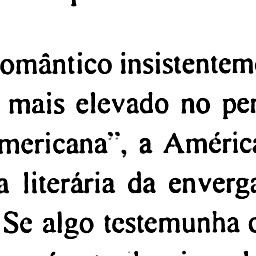 omântico insistenteme
mais elevado no per
mericana”, a América
a literária da enverga
Se algo testemunha